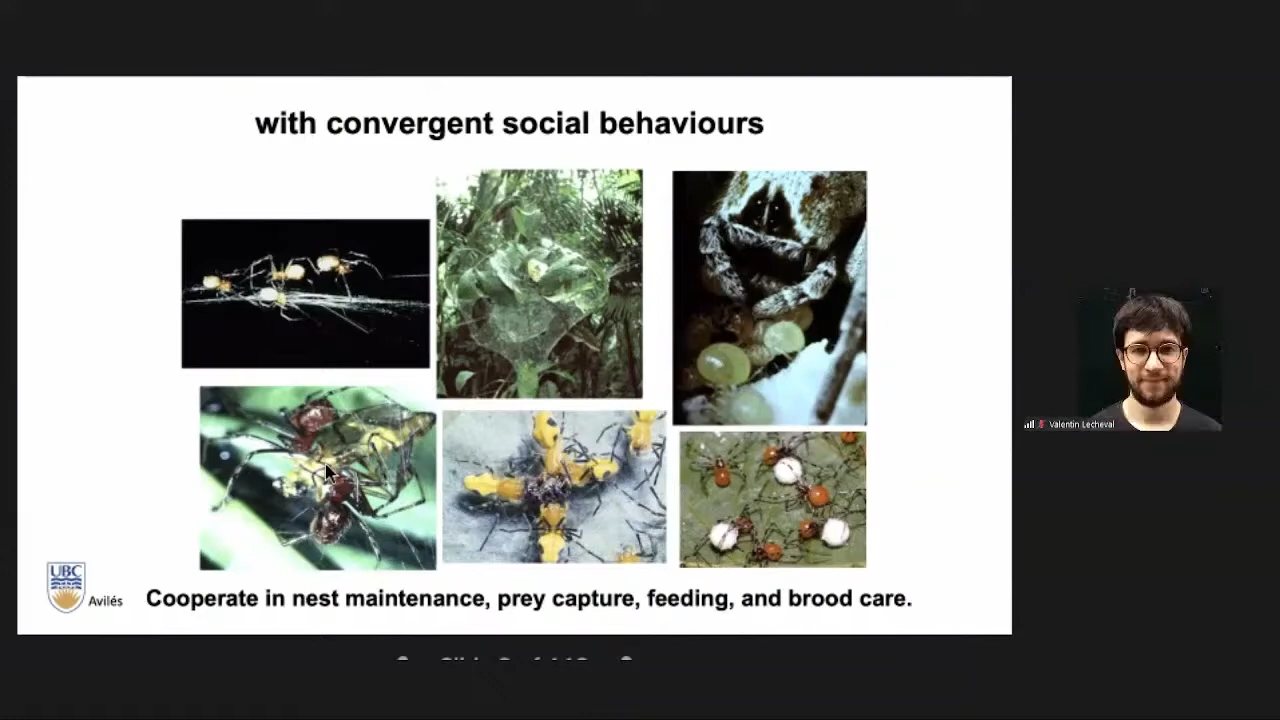 with convergent social behaviours
Valentin Lecheval
UBC
Avilés
Cooperate in nest maintenance, prey capture, feeding, and brood care.